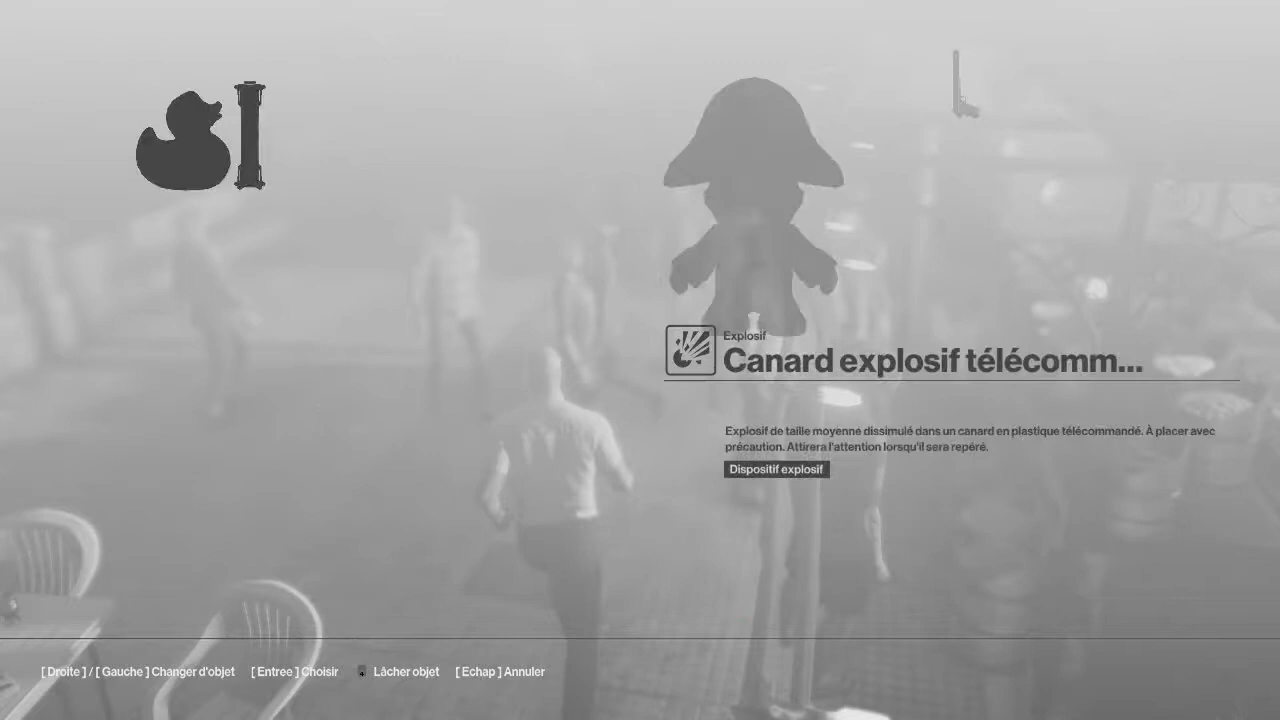 Explosif
Canard explosif télécomm...
Explosif de taille moyenne dissimulé dans un canard en plastique télécommandé. À placer avec
précaution. Attirera l'attention lorsqu'il sera repéré.
Dispositif explosif
[ Droite ] / [ Gauche ] Changer d'objet [ Entree ] Choisir Lâcher objet [ Echap ] Annuler